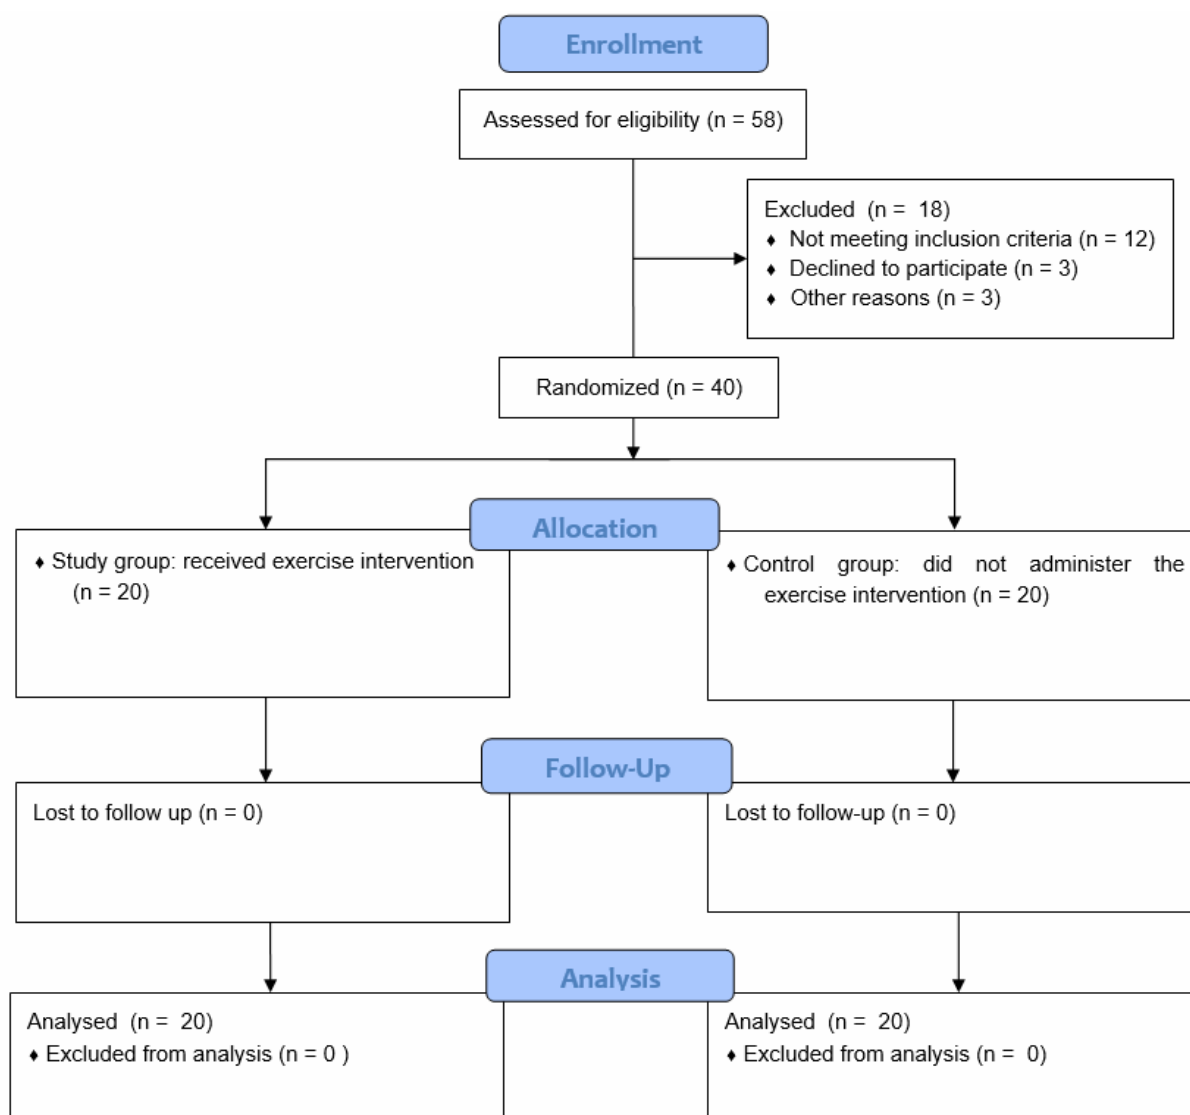 Enrollment
Assessed for eligibility (n = 58)
Excluded (n = 18)
♦ Not meeting inclusion criteria (n = 12)
♦ Declined to participate (n = 3)
♦ Other reasons (n = 3)
Randomized (n = 40)
Allocation
♦ Study group: received exercise intervention
(n = 20)
♦ Control group: did not administer the
exercise intervention (n = 20)
Follow-Up
Lost to follow up (n = 0)
Lost to follow-up (n = 0)
Analysis
Analysed (n = 20)
♦ Excluded from analysis (n = 0 )
Analysed (n = 20)
♦ Excluded from analysis (n = 0)